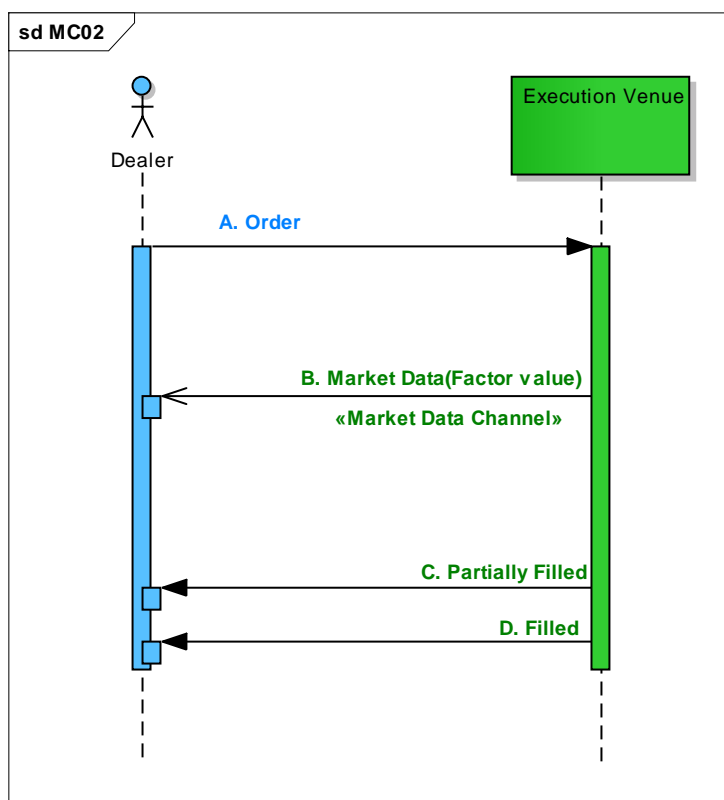 sd MC02
Execution Venue
Dealer
A. Order
B. Market Data(Factor value)
«Market Data Channel»
C. Partially Filled
D. Filled